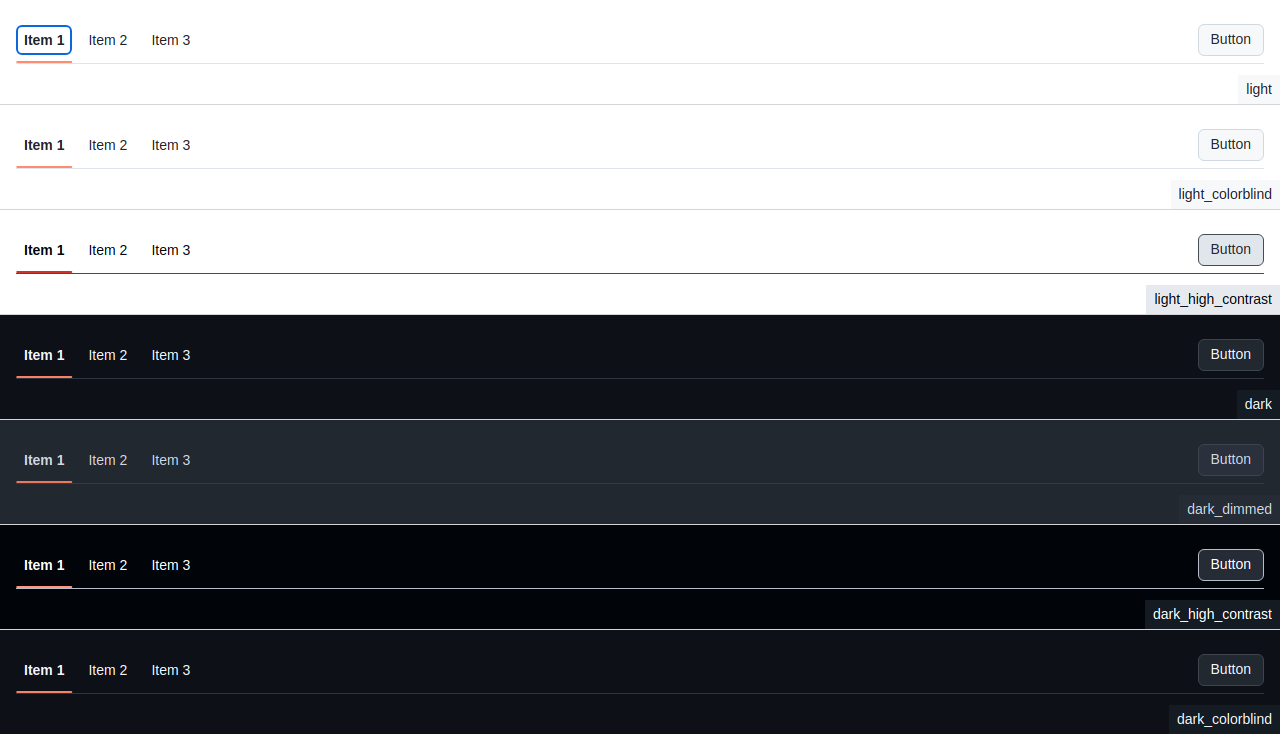 Item 1 Item 2 Item 3 Button
light
Item 1 Item 2 Item 3 Button
light_colorblind
Item 1 Item 2 Item 3 Button
light_high_contrast
Item 1 Item 2 Item 3 Button
dark
Item 1 Item 2 Item 3 Button
dark_dimmed
Item 1 Item 2 Item 3 Button
dark_high_contrast
Item 1 Item 2 Item 3 Button
dark_colorblind